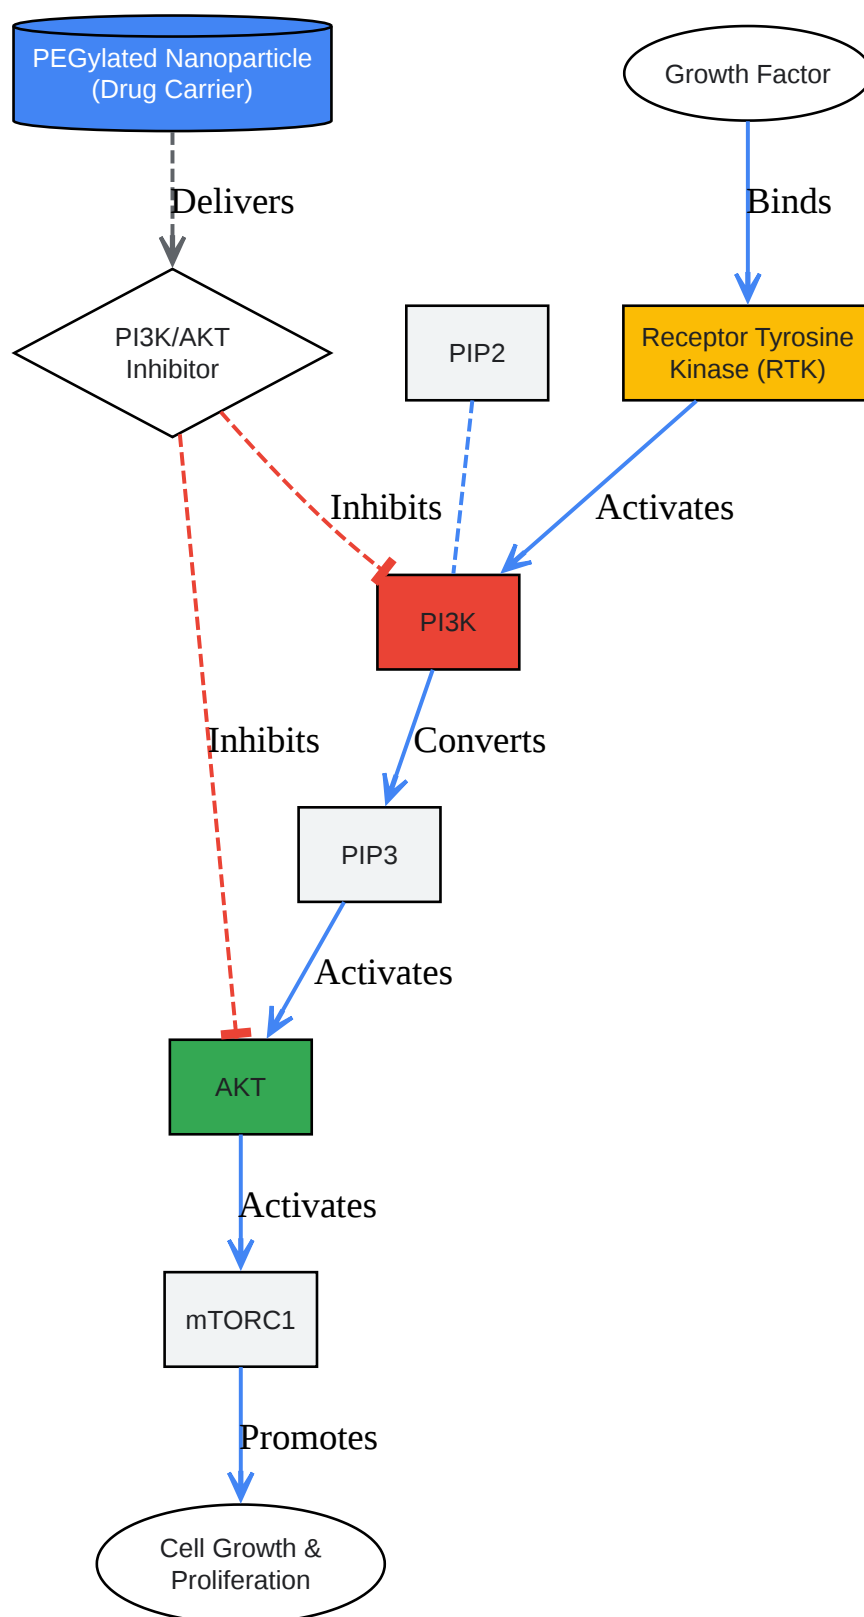 PEGylated Nanoparticle
(Drug Carrier)
Growth Factor
Delivers
Binds
PI3K/AKT
Inhibitor
PIP2
Receptor Tyrosine
Kinase (RTK)
Inhibits
Activates
PI3K
Inhibits
Converts
PIP3
Activates
AKT
Activates
mTORC1
Promotes
Cell Growth &
Proliferation